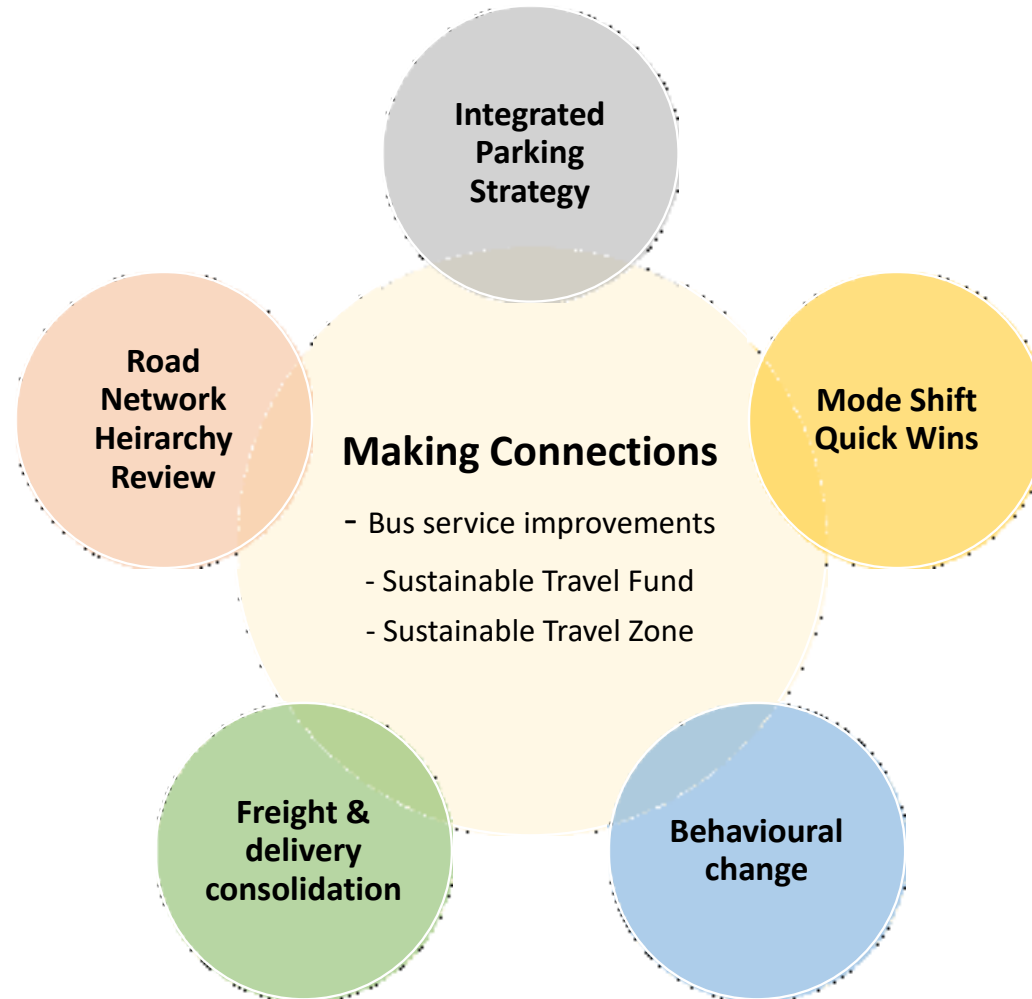 Integrated
Parking
Strategy
Road
Network
Heirarchy
Review
Mode Shift
Quick Wins
Making Connections
- Bus service improvements
- Sustainable Travel Fund
- Sustainable Travel Zone
Freight &
delivery
consolidation
Behavioural
change